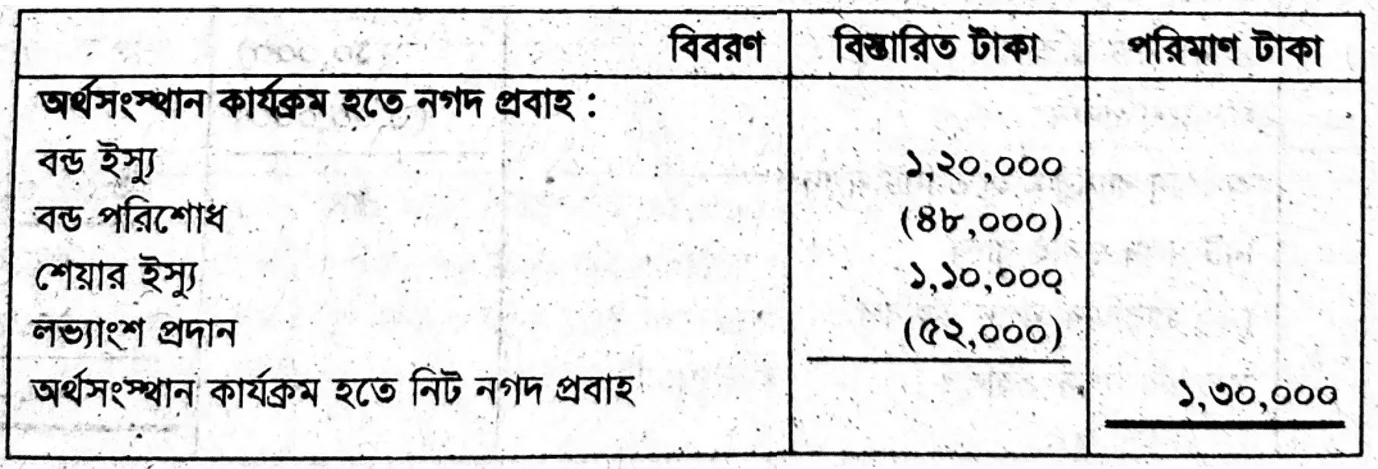 বিবরণ বিস্তারিত টাকা পরিমাণ টাকা
অর্থসংস্থান কার্যক্রম হতে নগদ প্রবাহ :
বন্ড ইস্যু ১,২০,০০০
বন্ড পরিশোধ (৪৮,০০০)
শেয়ার ইস্যু ১,১০,০০০
লভ্যাংশ প্রদান (৫২,০০০)
অর্থসংস্থান কার্যক্রম হতে নিট নগদ প্রবাহ ১,৩০,০০০